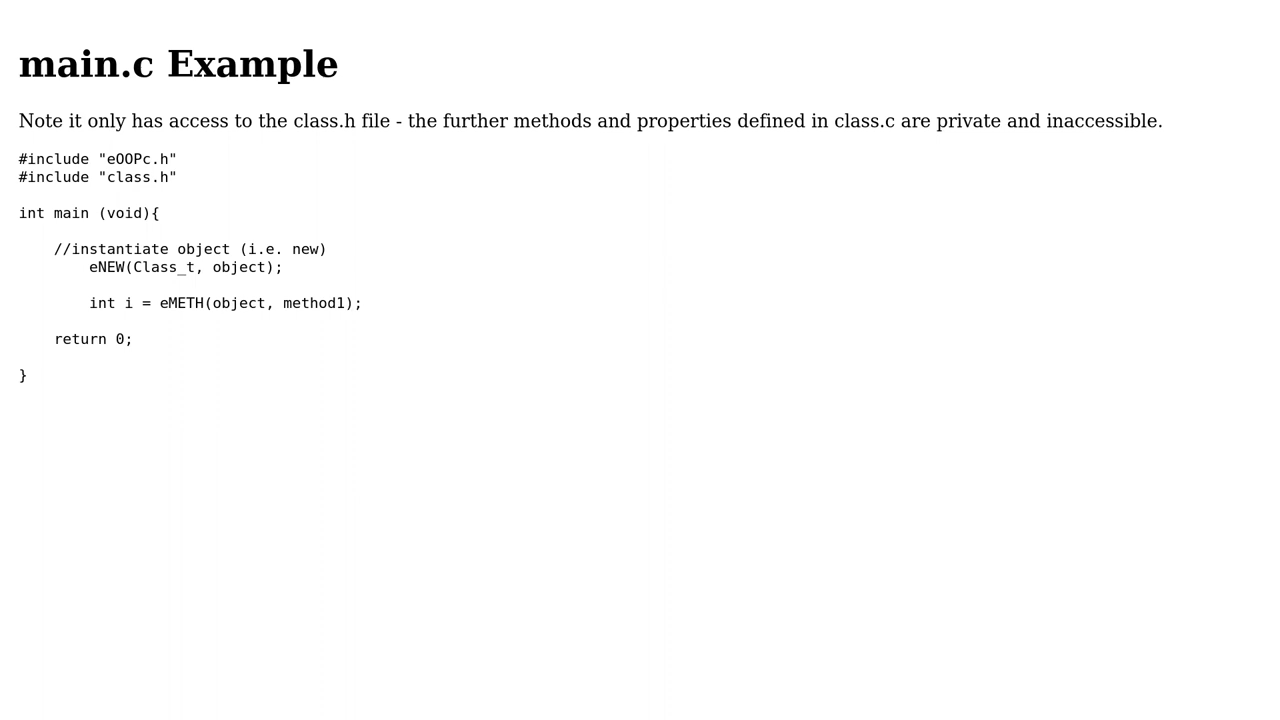 main.c Example
Note it only has access to the class.h file - the further methods and properties defined in class.c are private and inaccessible.
#include "eOOPc.h"
#include "class.h"
int main (void){
//instantiate object (i.e. new)
eNEW(Class_t, object);
int i = eMETH(object, method1);
return 0;
}